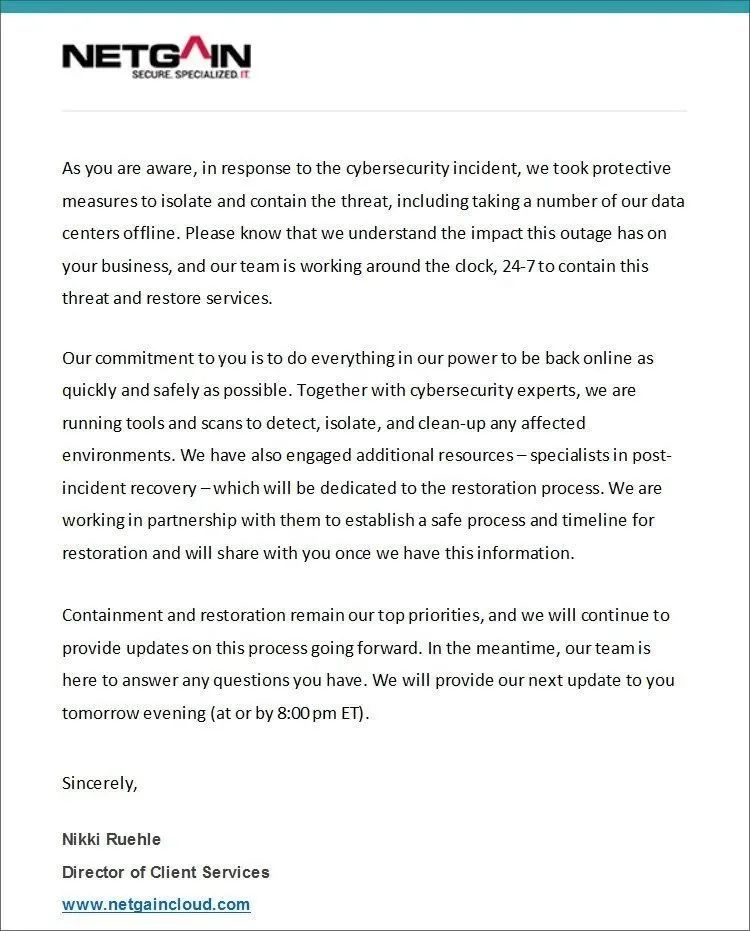 NETGAIN
SECURE. SPECIALIZED. IT.
As you are aware, in response to the cybersecurity incident, we took protective
measures to isolate and contain the threat, including taking a number of our data
centers offline. Please know that we understand the impact this outage has on
your business, and our team is working around the clock, 24-7 to contain this
threat and restore services.
Our commitment to you is to do everything in our power to be back online as
quickly and safely as possible. Together with cybersecurity experts, we are
running tools and scans to detect, isolate, and clean-up any affected
environments. We have also engaged additional resources – specialists in post-
incident recovery – which will be dedicated to the restoration process. We are
working in partnership with them to establish a safe process and timeline for
restoration and will share with you once we have this information.
Containment and restoration remain our top priorities, and we will continue to
provide updates on this process going forward. In the meantime, our team is
here to answer any questions you have. We will provide our next update to you
tomorrow evening (at or by 8:00 pm ET).
Sincerely,
Nikki Ruehle
Director of Client Services
www.netgaincloud.com